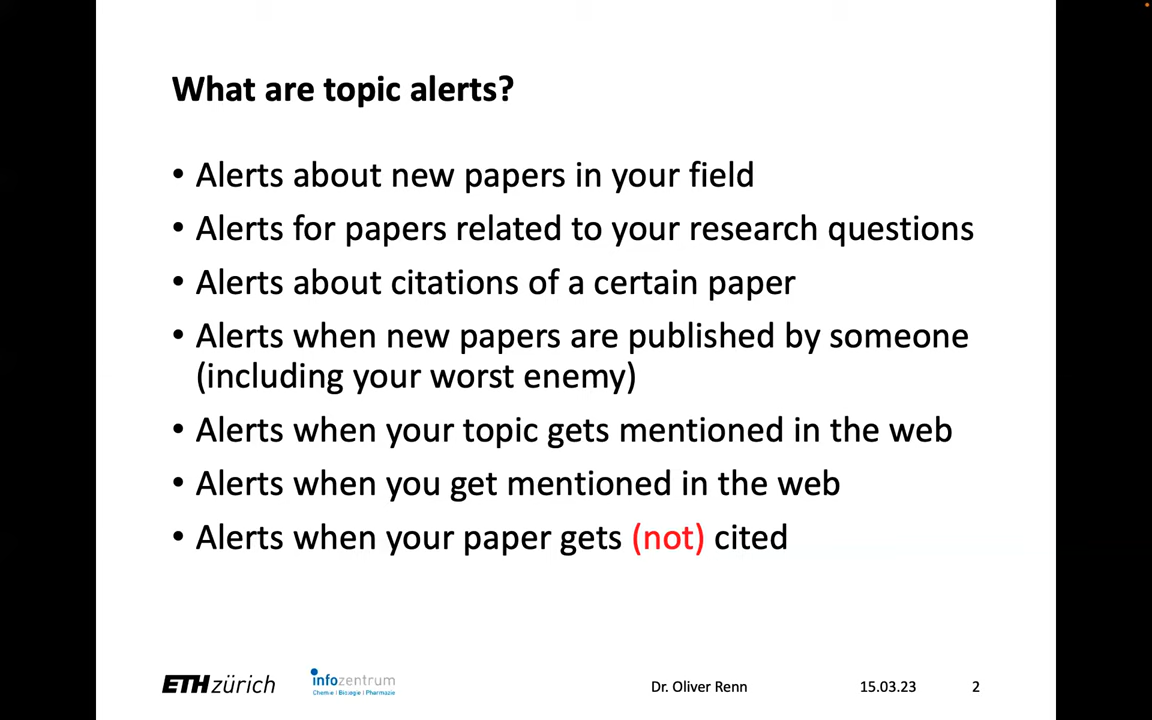 What are topic alerts?
• Alerts about new papers in your field
• Alerts for papers related to your research questions
• Alerts about citations of a certain paper
• Alerts when new papers are published by someone
(including your worst enemy)
• Alerts when your topic gets mentioned in the web
• Alerts when you get mentioned in the web
• Alerts when your paper gets (not) cited
ETH zürich
infozentrum
Chemie | Biologie | Pharmazie
Dr. Oliver Renn
15.03.23
2